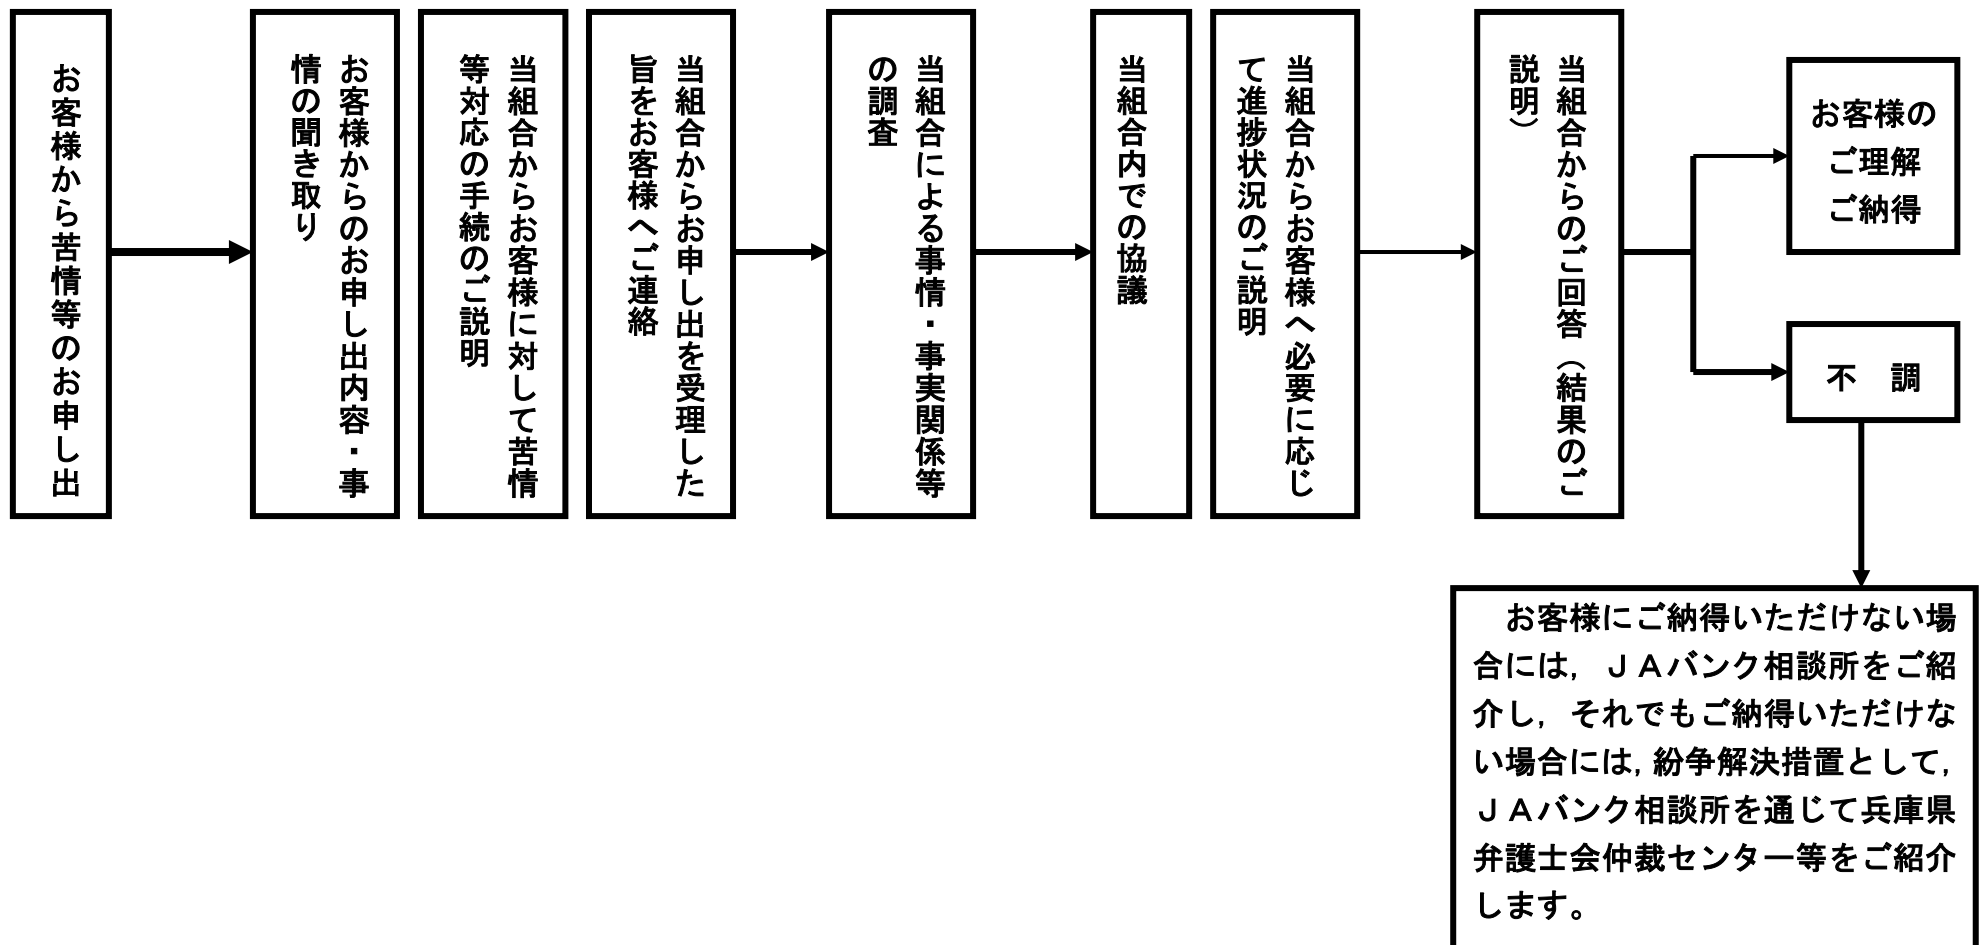 お客様から苦情等のお申し出
お客様からのお申し出内容・事
情の聞き取り
当組合からお客様に対して苦情
等対応の手続のご説明
当組合からお申し出を受理した
旨をお客様へご連絡
当組合による事情・事実関係等
の調査
当組合内での協議
当組合からお客様へ必要に応じ
て進捗状況のご説明
当組合からのご回答（結果のご
説明）
お客様の
ご理解
ご納得
不　調
　お客様にご納得いただけない場
合には，ＪＡバンク相談所をご紹
介し，それでもご納得いただけな
い場合には，紛争解決措置として，
ＪＡバンク相談所を通じて兵庫県
弁護士会仲裁センター等をご紹介
します。